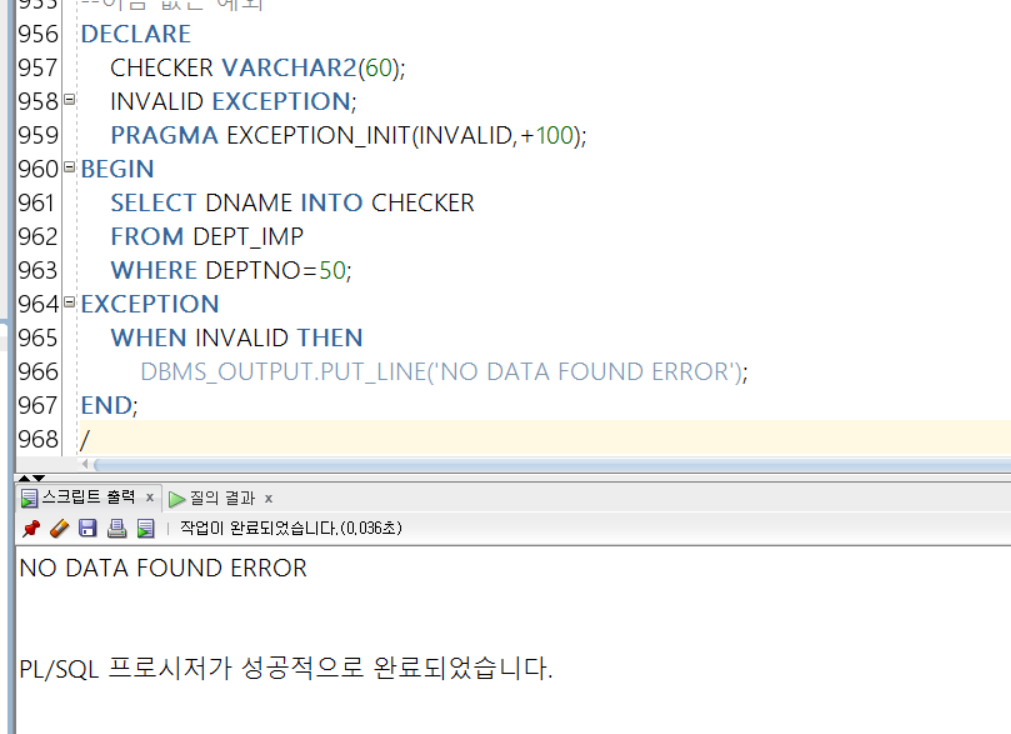 955 --이름 없는 예외
956 DECLARE
957 CHECKER VARCHAR2(60);
958 INVALID EXCEPTION;
959 PRAGMA EXCEPTION_INIT(INVALID,+100);
960 BEGIN
961 SELECT DNAME INTO CHECKER
962 FROM DEPT_IMP
963 WHERE DEPTNO=50;
964 EXCEPTION
965 WHEN INVALID THEN
966 DBMS_OUTPUT.PUT_LINE('NO DATA FOUND ERROR');
967 END;
968 /
스크립트 출력 x 질의 결과 x
작업이 완료되었습니다.(0,036초)
NO DATA FOUND ERROR
PL/SQL 프로시저가 성공적으로 완료되었습니다.